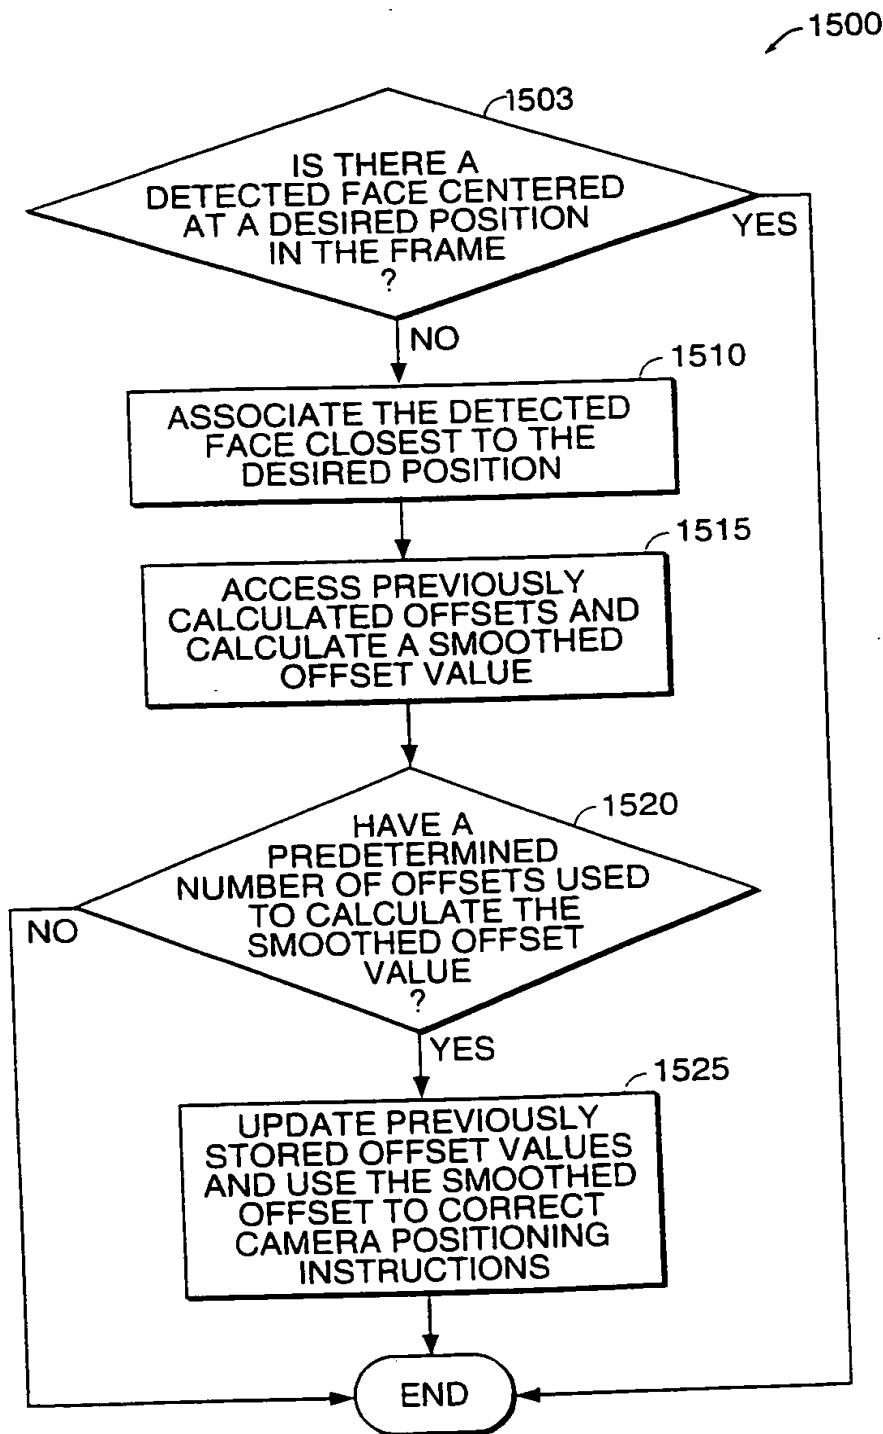 1500
1503
IS THERE A
DETECTED FACE CENTERED
AT A DESIRED POSITION
IN THE FRAME
?
YES
NO
1510
ASSOCIATE THE DETECTED
FACE CLOSEST TO THE
DESIRED POSITION
1515
ACCESS PREVIOUSLY
CALCULATED OFFSETS AND
CALCULATE A SMOOTHED
OFFSET VALUE
1520
HAVE A
PREDETERMINED
NUMBER OF OFFSETS USED
TO CALCULATE THE
SMOOTHED OFFSET
VALUE
?
NO
YES
1525
UPDATE PREVIOUSLY
STORED OFFSET VALUES
AND USE THE SMOOTHED
OFFSET TO CORRECT
CAMERA POSITIONING
INSTRUCTIONS
END